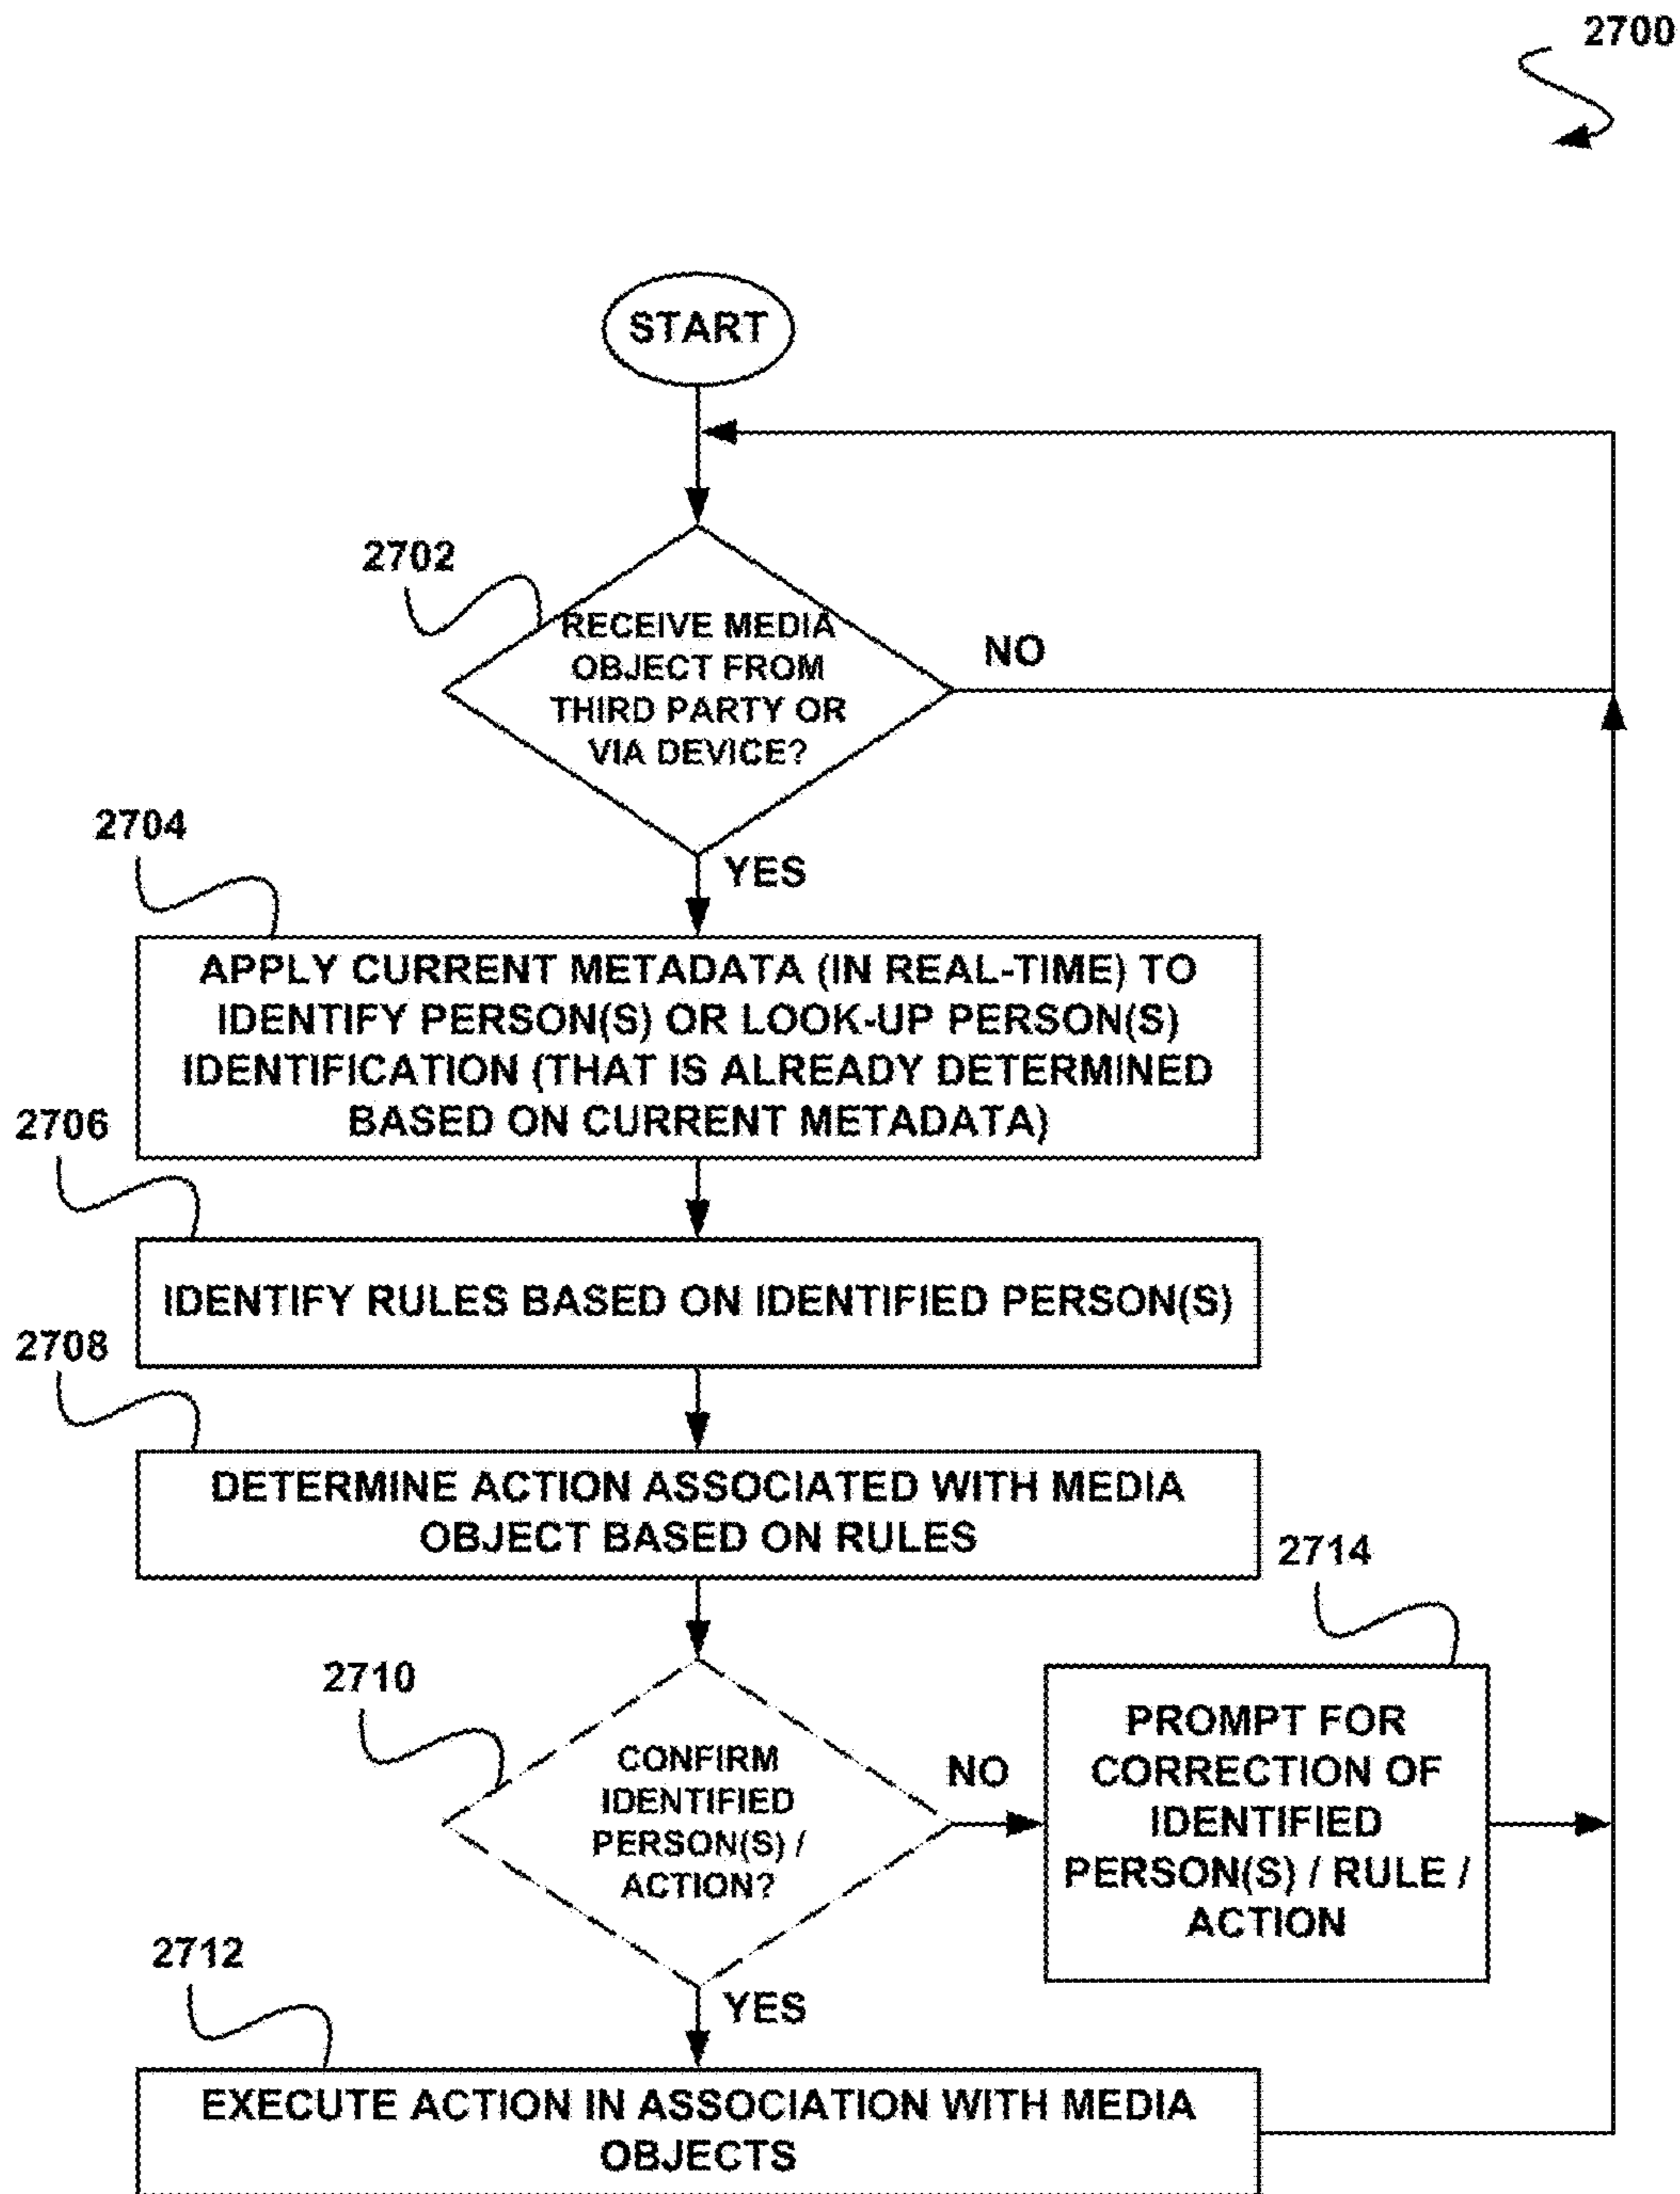 2700
START
2702
RECEIVE MEDIA
OBJECT FROM
THIRD PARTY OR
VIA DEVICE?
NO
YES
2704
APPLY CURRENT METADATA (IN REAL-TIME) TO
IDENTIFY PERSON(S) OR LOOK-UP PERSON(S)
IDENTIFICATION (THAT IS ALREADY DETERMINED
BASED ON CURRENT METADATA)
2706
IDENTIFY RULES BASED ON IDENTIFIED PERSON(S)
2708
DETERMINE ACTION ASSOCIATED WITH MEDIA
OBJECT BASED ON RULES
2710
CONFIRM
IDENTIFIED
PERSON(S) /
ACTION?
NO
2714
PROMPT FOR
CORRECTION OF
IDENTIFIED
PERSON(S) / RULE /
ACTION
YES
2712
EXECUTE ACTION IN ASSOCIATION WITH MEDIA
OBJECTS